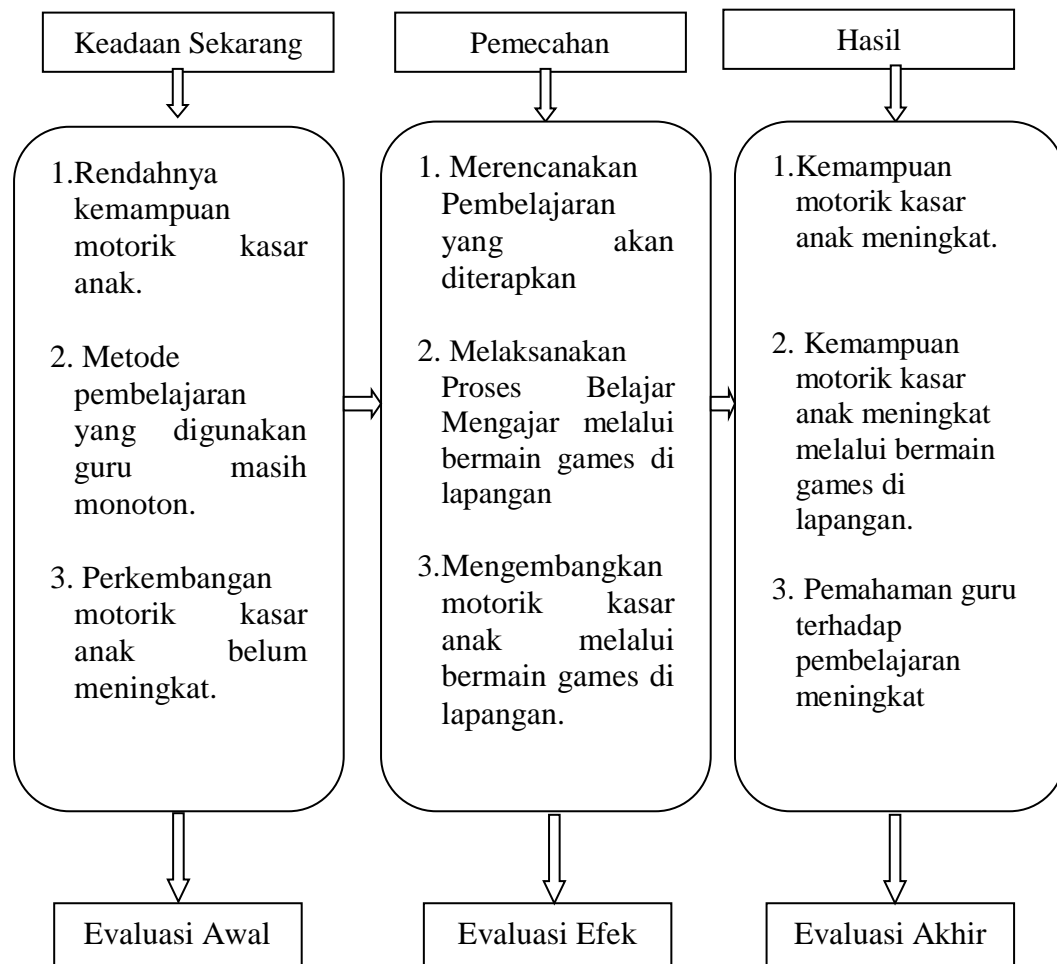 Keadaan Sekarang
Pemecahan
Hasil
1.Rendahnya
kemampuan
motorik kasar
anak.
2. Metode
pembelajaran
yang digunakan
guru masih
monoton.
3. Perkembangan
motorik kasar
anak belum
meningkat.
1. Merencanakan
Pembelajaran
yang akan
diterapkan
2. Melaksanakan
Proses Belajar
Mengajar melalui
bermain games di
lapangan
3.Mengembangkan
motorik kasar
anak melalui
bermain games di
lapangan.
1.Kemampuan
motorik kasar
anak meningkat.
2. Kemampuan
motorik kasar
anak meningkat
melalui bermain
games di
lapangan.
3. Pemahaman guru
terhadap
pembelajaran
meningkat
Evaluasi Awal
Evaluasi Efek
Evaluasi Akhir